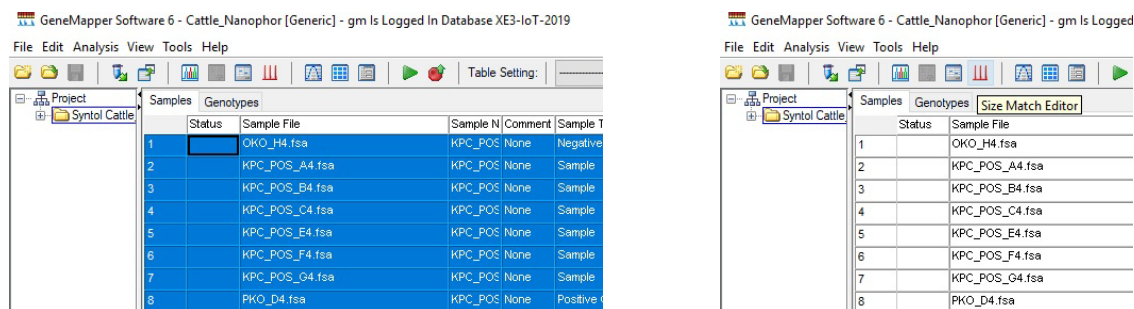 GeneMapper Software 6 - Cattle_Nanophor [Generic] - gm Is Logged In Database XE3-IoT-2019
File Edit Analysis View Tools Help
Table Setting:
Project
Syntol Cattle
Samples Genotypes
Status Sample File Sample N Comment Sample T
1 OKO_H4.fsa KPC_POS None Negative
2 KPC_POS_A4.fsa KPC_POS None Sample
3 KPC_POS_B4.fsa KPC_POS None Sample
4 KPC_POS_C4.fsa KPC_POS None Sample
5 KPC_POS_E4.fsa KPC_POS None Sample
6 KPC_POS_F4.fsa KPC_POS None Sample
7 KPC_POS_G4.fsa KPC_POS None Sample
8 PKO_D4.fsa KPC_POS None Positive
GeneMapper Software 6 - Cattle_Nanophor [Generic] - gm Is Logged
File Edit Analysis View Tools Help
Project
Syntol Cattle
Samples Genotypes Size Match Editor
Status Sample File
1 OKO_H4.fsa
2 KPC_POS_A4.fsa
3 KPC_POS_B4.fsa
4 KPC_POS_C4.fsa
5 KPC_POS_E4.fsa
6 KPC_POS_F4.fsa
7 KPC_POS_G4.fsa
8 PKO_D4.fsa